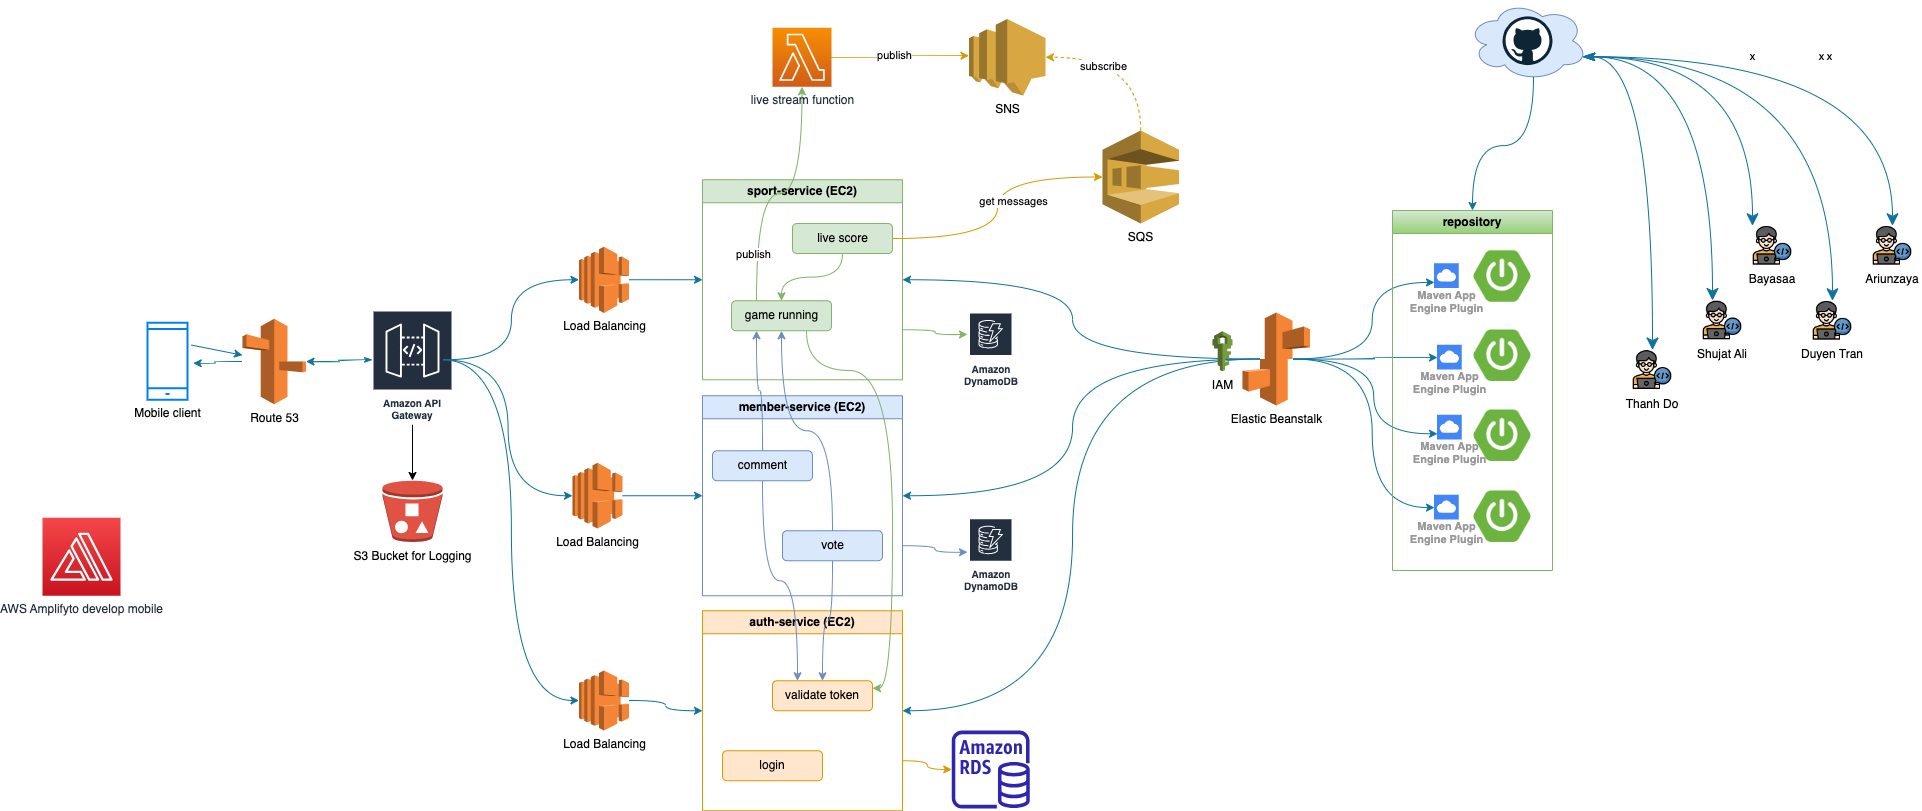 publish
live stream function
SNS
subscribe
SQS
get messages
x
x x
sport-service (EC2)
live score
publish
game running
Amazon
DynamoDB
Load Balancing
Mobile client
Route 53
Amazon API
Gateway
S3 Bucket for Logging
AWS Amplifyto develop mobile
member-service (EC2)
comment
vote
Amazon
DynamoDB
Load Balancing
auth-service (EC2)
validate token
login
Load Balancing
Amazon
RDS
IAM
Elastic Beanstalk
repository
Maven App
Engine Plugin
Maven App
Engine Plugin
Maven App
Engine Plugin
Maven App
Engine Plugin
Bayasaa
Ariunzaya
Shujat Ali
Duyen Tran
Thanh Do